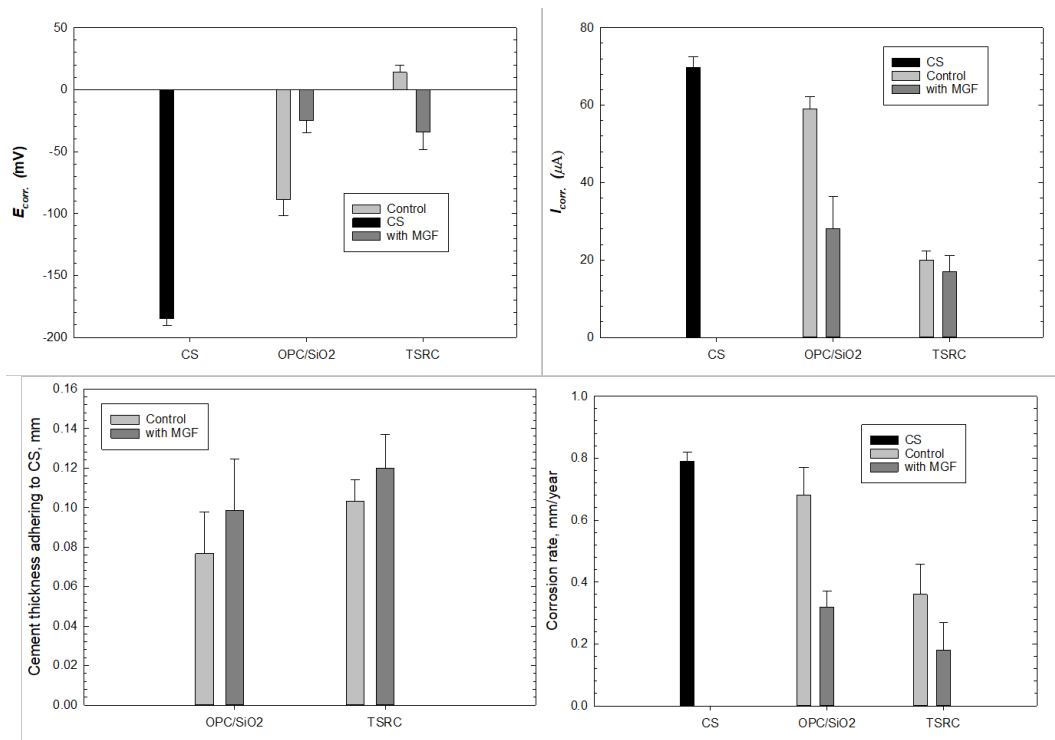 50
0
-50
-100
-150
-200
E corr. (mV)
Control
CS
with MGF
CS
OPC/SiO2
TSRC
80
60
40
20
0
I corr. (μA)
CS
Control
with MGF
CS
OPC/SiO2
TSRC
0.16
0.14
0.12
0.10
0.08
0.06
0.04
0.02
0.00
Cement thickness adhering to CS, mm
Control
with MGF
OPC/SiO2
TSRC
1.0
0.8
0.6
0.4
0.2
0.0
Corrosion rate, mm/year
CS
Control
with MGF
CS
OPC/SiO2
TSRC